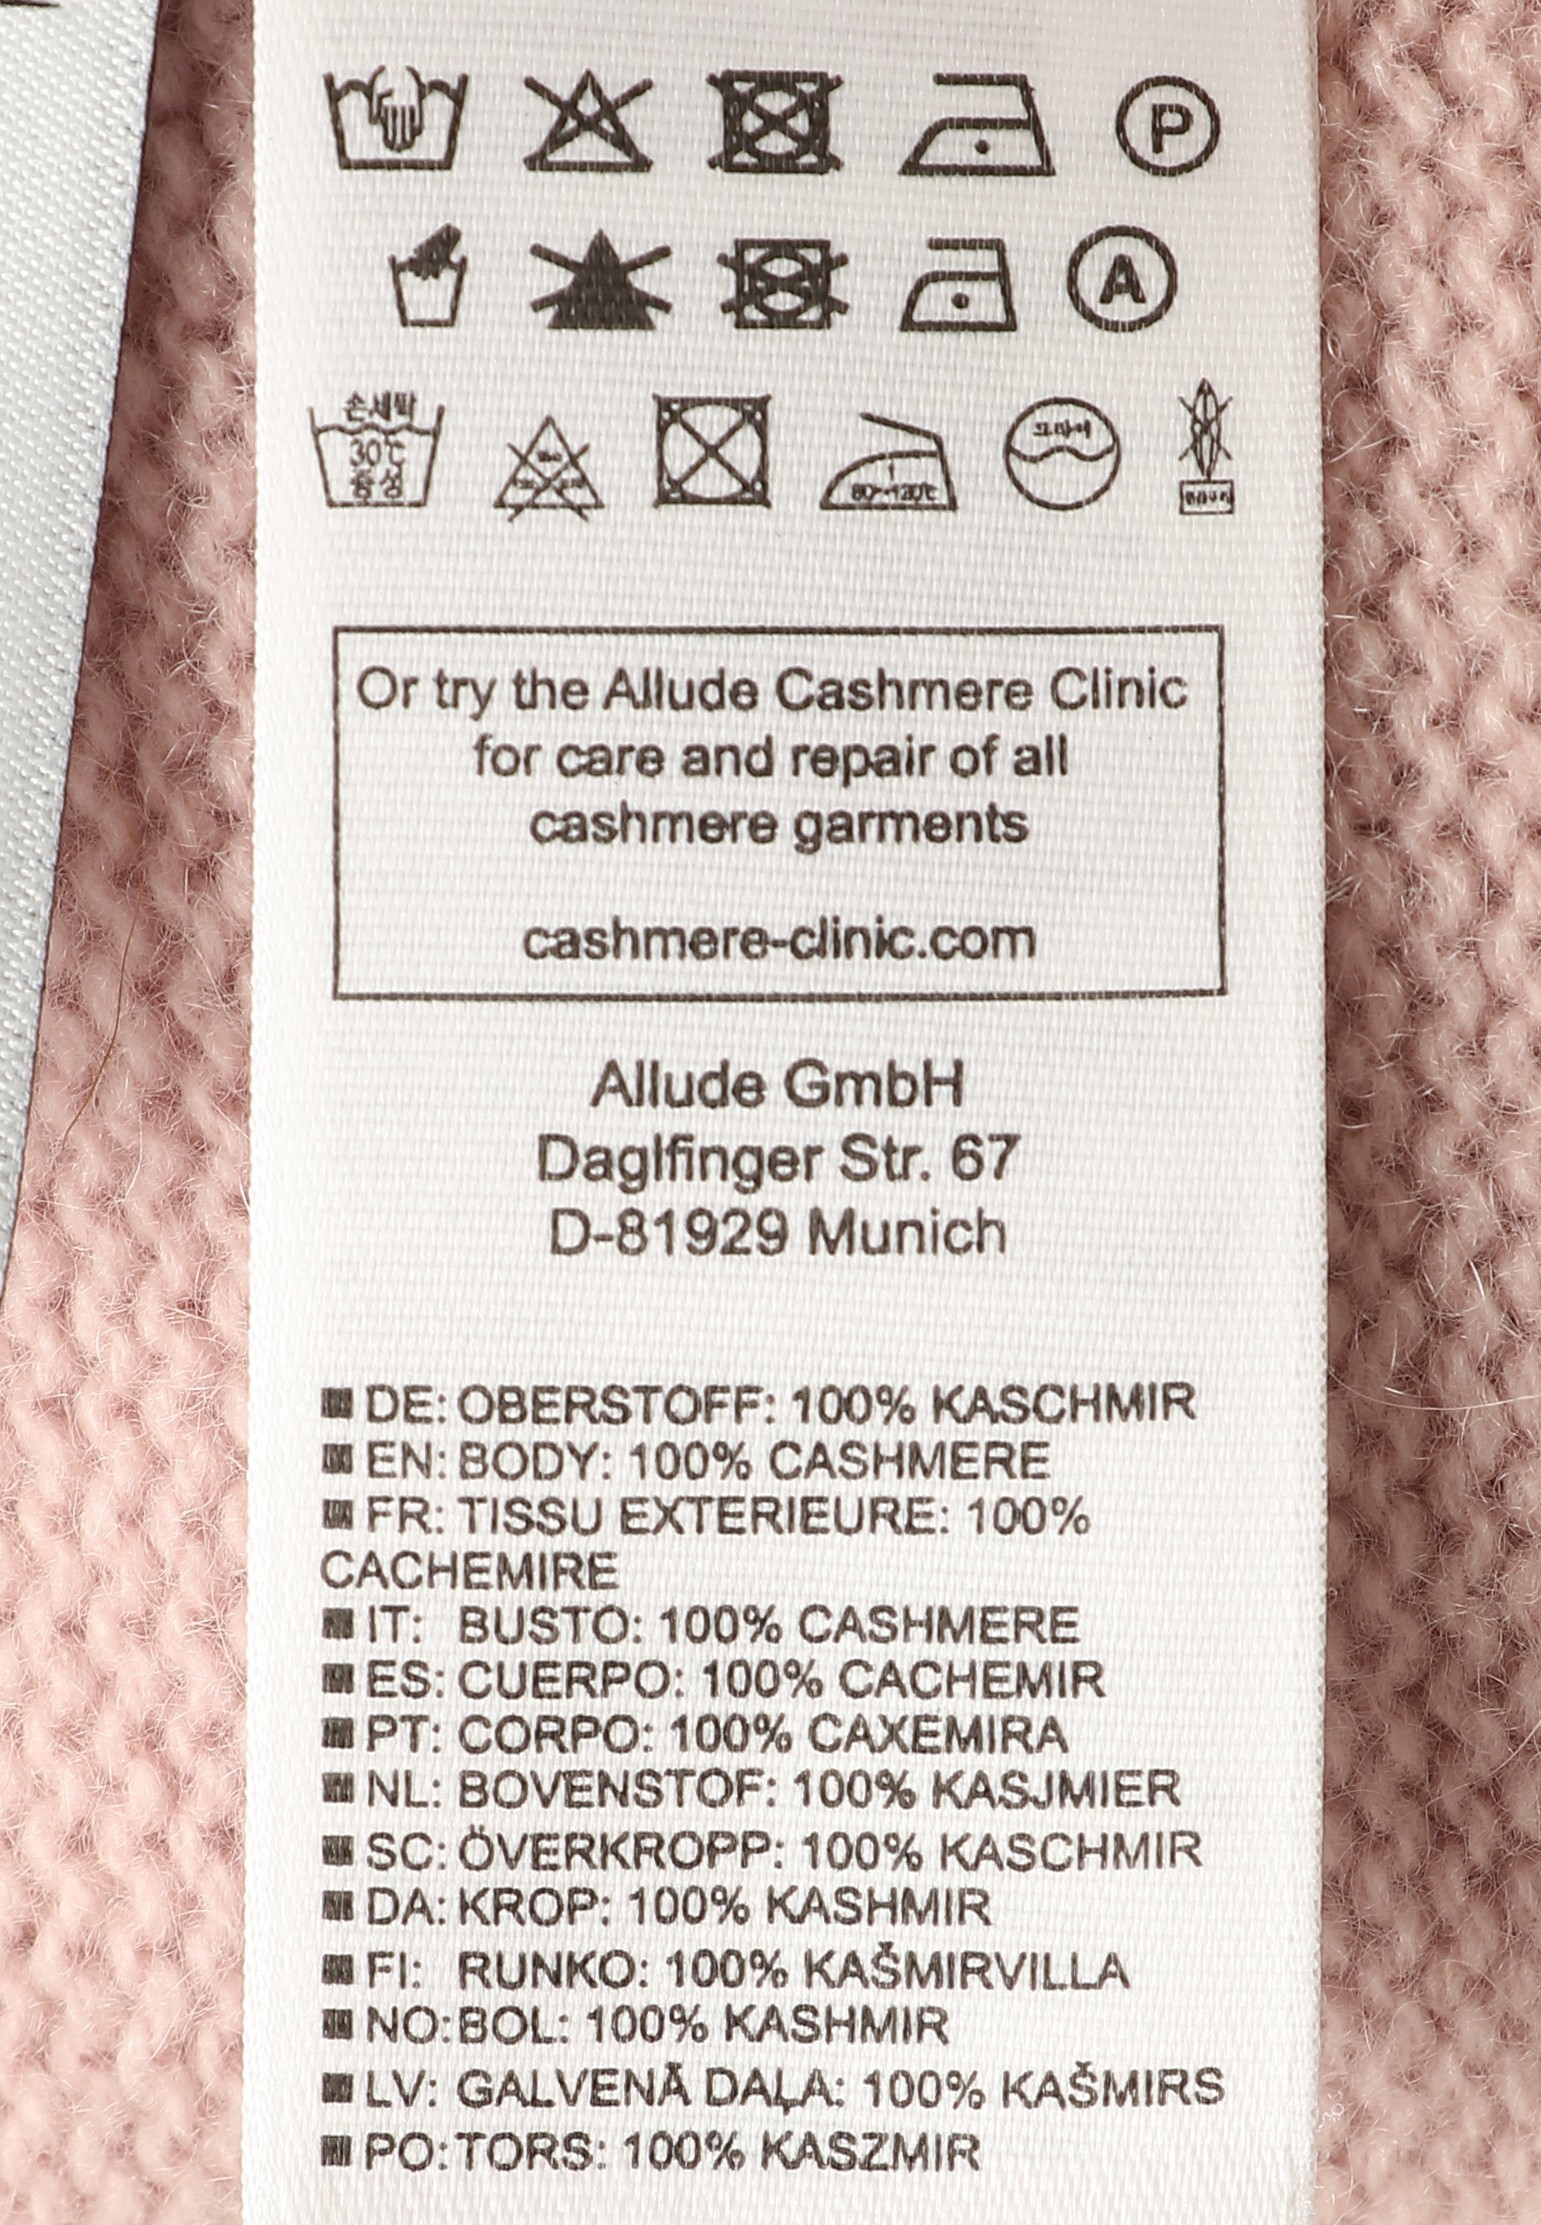 P
A
손세탁
30℃
중성
80~120℃
드라이
Or try the Allude Cashmere Clinic
for care and repair of all
cashmere garments
cashmere-clinic.com
Allude GmbH
Daglfinger Str. 67
D-81929 Munich
DE: OBERSTOFF: 100% KASCHMIR
EN: BODY: 100% CASHMERE
FR: TISSU EXTERIEURE: 100%
CACHEMIRE
IT: BUSTO: 100% CASHMERE
ES: CUERPO: 100% CACHEMIR
PT: CORPO: 100% CAXEMIRA
NL: BOVENSTOF: 100% KASJMIER
SC: ÖVERKROPP: 100% KASCHMIR
DA: KROP: 100% KASHMIR
FI: RUNKO: 100% KAŠMIRVILLA
NO: BOL: 100% KASHMIR
LV: GALVENĀ DAĻA: 100% KAŠMIRS
PO: TORS: 100% KASZMIR